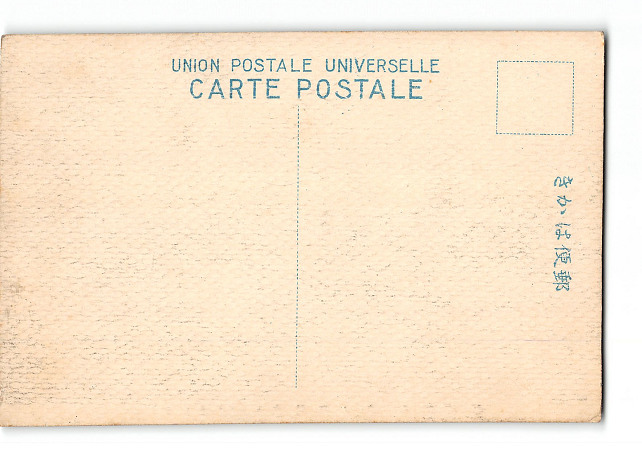 UNION POSTALE UNIVERSELLE
CARTE POSTALE
きかは便郵